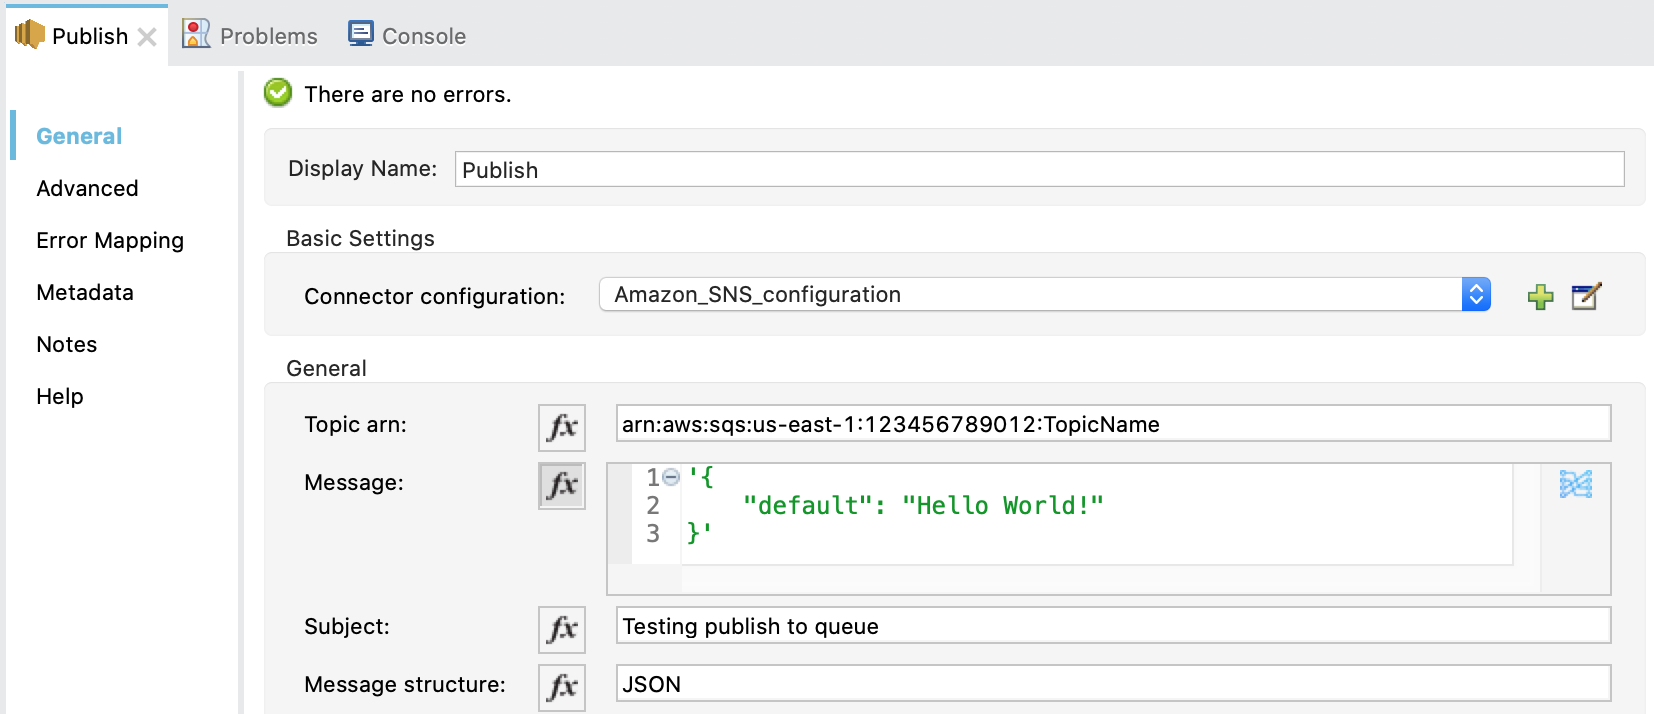 Publish Problems Console
There are no errors.
General
Advanced
Error Mapping
Metadata
Notes
Help
Display Name: Publish
Basic Settings
Connector configuration: Amazon_SNS_configuration
General
Topic arn: fx arn:aws:sqs:us-east-1:123456789012:TopicName
Message: fx 1 '{
2 "default": "Hello World!"
3 }'
Subject: fx Testing publish to queue
Message structure: fx JSON